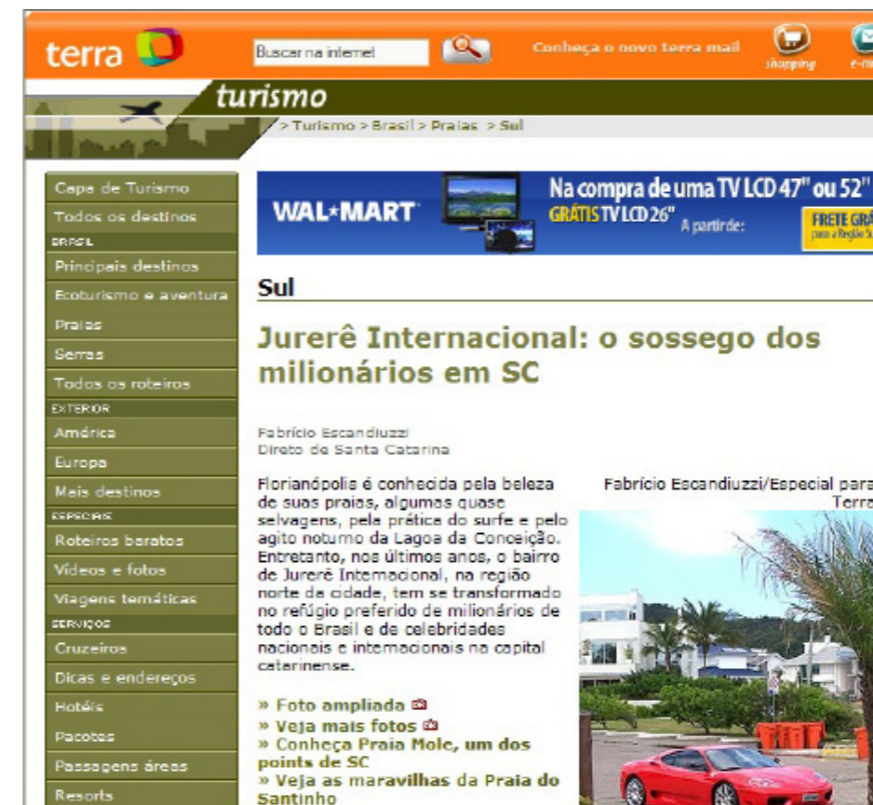 terra
Buscar na internet
Conheça o novo terra mail
shopping
turismo
> Turismo > Brasil > Praias > Sul
Capa de Turismo
Todos os destinos
BRASIL
Principais destinos
Ecoturismo e aventura
Praias
Serras
Todos os roteiros
EXTERIOR
América
Europa
Mais destinos
ESPECIAIS
Roteiros baratos
Vídeos e fotos
Viagens temáticas
SERVIÇOS
Cruzeiros
Dicas e endereços
Hotéis
Pacotes
Passagens áreas
Resorts
WAL*MART
Na compra de uma TV LCD 47" ou 52"
GRÁTIS TV LCD 26" A partir de:
FRETE GRÁ
para a Região Su
Sul
Jurerê Internacional: o sossego dos
milionários em SC
Fabrício Escandiuzzi
Direto de Santa Catarina
Florianópolis é conhecida pela beleza
de suas praias, algumas quase
selvagens, pela prática do surfe e pelo
agito noturno da Lagoa da Conceição.
Entretanto, nos últimos anos, o bairro
de Jurerê Internacional, na região
norte da cidade, tem se transformado
no refúgio preferido de milionários de
todo o Brasil e de celebridades
nacionais e internacionais na capital
catarinense.
» Foto ampliada
» Veja mais fotos
» Conheça Praia Mole, um dos
points de SC
» Veja as maravilhas da Praia do
Santinho
Fabrício Escandiuzzi/Especial para
Terra